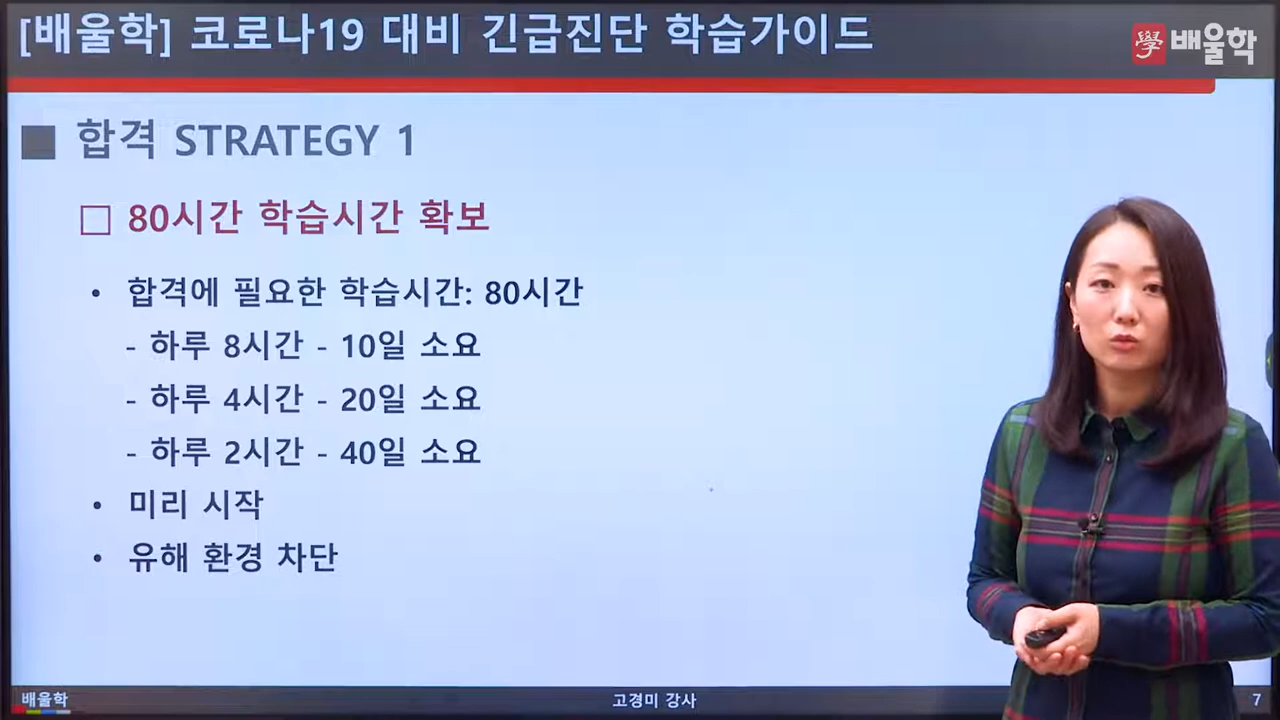 [배울학] 코로나19 대비 긴급진단 학습가이드
學 배울학
■ 합격 STRATEGY 1
□ 80시간 학습시간 확보
• 합격에 필요한 학습시간: 80시간
- 하루 8시간 - 10일 소요
- 하루 4시간 - 20일 소요
- 하루 2시간 - 40일 소요
• 미리 시작
• 유해 환경 차단
배울학
고경미 강사
7